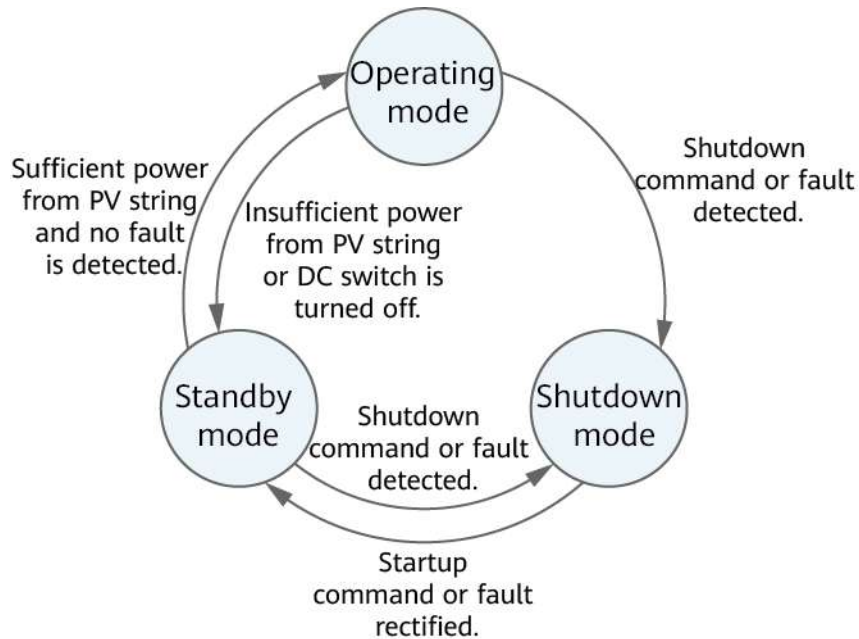 Operating
mode
Sufficient power
from PV string
and no fault
is detected.
Insufficient power
from PV string
or DC switch is
turned off.
Shutdown
command or fault
detected.
Standby
mode
Shutdown
command or fault
detected.
Shutdown
mode
Startup
command or fault
rectified.